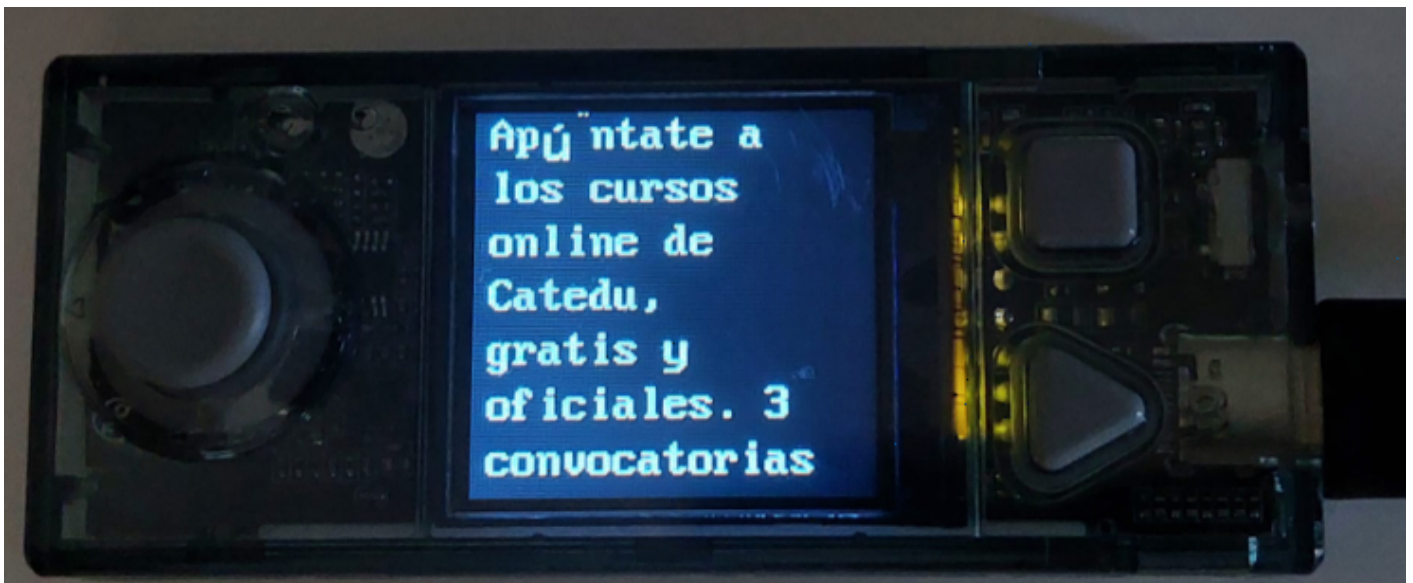 Apú¨ntate a
los cursos
online de
Catedu,
gratis y
oficiales. 3
convocatorias